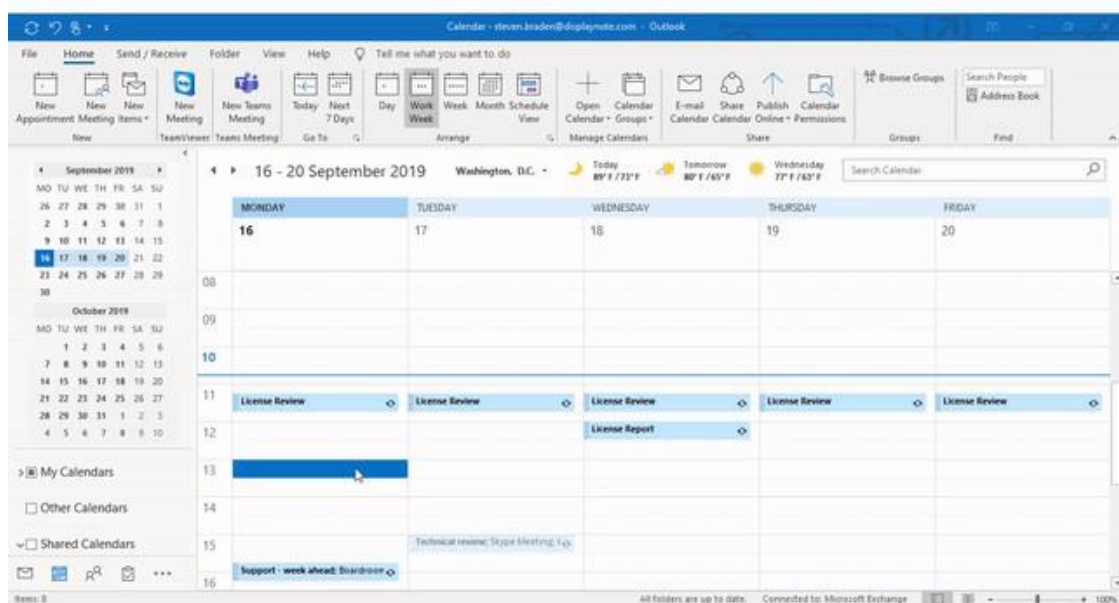 Calendar - steven.braden@displaynote.com - Outlook
File Home Send / Receive Folder View Help Tell me what you want to do
New Appointment
New Meeting
New Items
New Meeting
New Teams Meeting
Today
Next 7 Days
Day
Work Week
Week
Month
Schedule View
Open Calendar
Calendar Groups
E-mail Calendar
Share Calendar
Publish Online
Calendar Permissions
Browse Groups
Search People
Address Book
New
TeamViewer
Teams Meeting
Go To
Arrange
Manage Calendars
Share
Groups
Find
September 2019
MO TU WE TH FR SA SU
26 27 28 29 30 31 1
2 3 4 5 6 7 8
9 10 11 12 13 14 15
16 17 18 19 20 21 22
23 24 25 26 27 28 29
30
October 2019
MO TU WE TH FR SA SU
1 2 3 4 5 6
7 8 9 10 11 12 13
14 15 16 17 18 19 20
21 22 23 24 25 26 27
28 29 30 31 1 2 3
4 5 6 7 8 9 10
My Calendars
Other Calendars
Shared Calendars
16 - 20 September 2019
Washington, D.C.
Today
89° F / 73° F
Tomorrow
80° F / 65° F
Wednesday
77° F / 63° F
Search Calendar
MONDAY TUESDAY WEDNESDAY THURSDAY FRIDAY
16 17 18 19 20
08
09
10
11
License Review License Review License Review License Review License Review
License Report
12
13
14
15
Technical review; Skype Meeting;
Support - week ahead; Boardroom
16
Items: 8
All folders are up to date. Connected to: Microsoft Exchange
100%